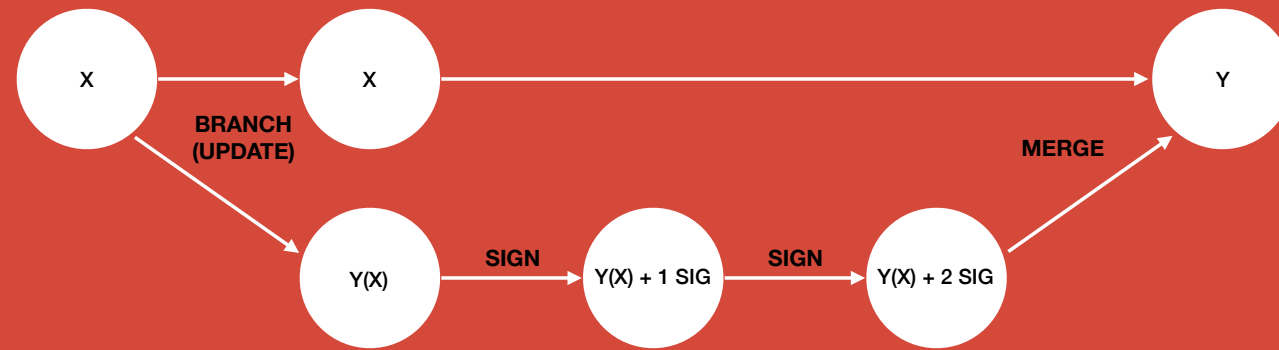 X
X
Y
BRANCH
(UPDATE)
MERGE
Y(X)
SIGN
Y(X) + 1 SIG
SIGN
Y(X) + 2 SIG